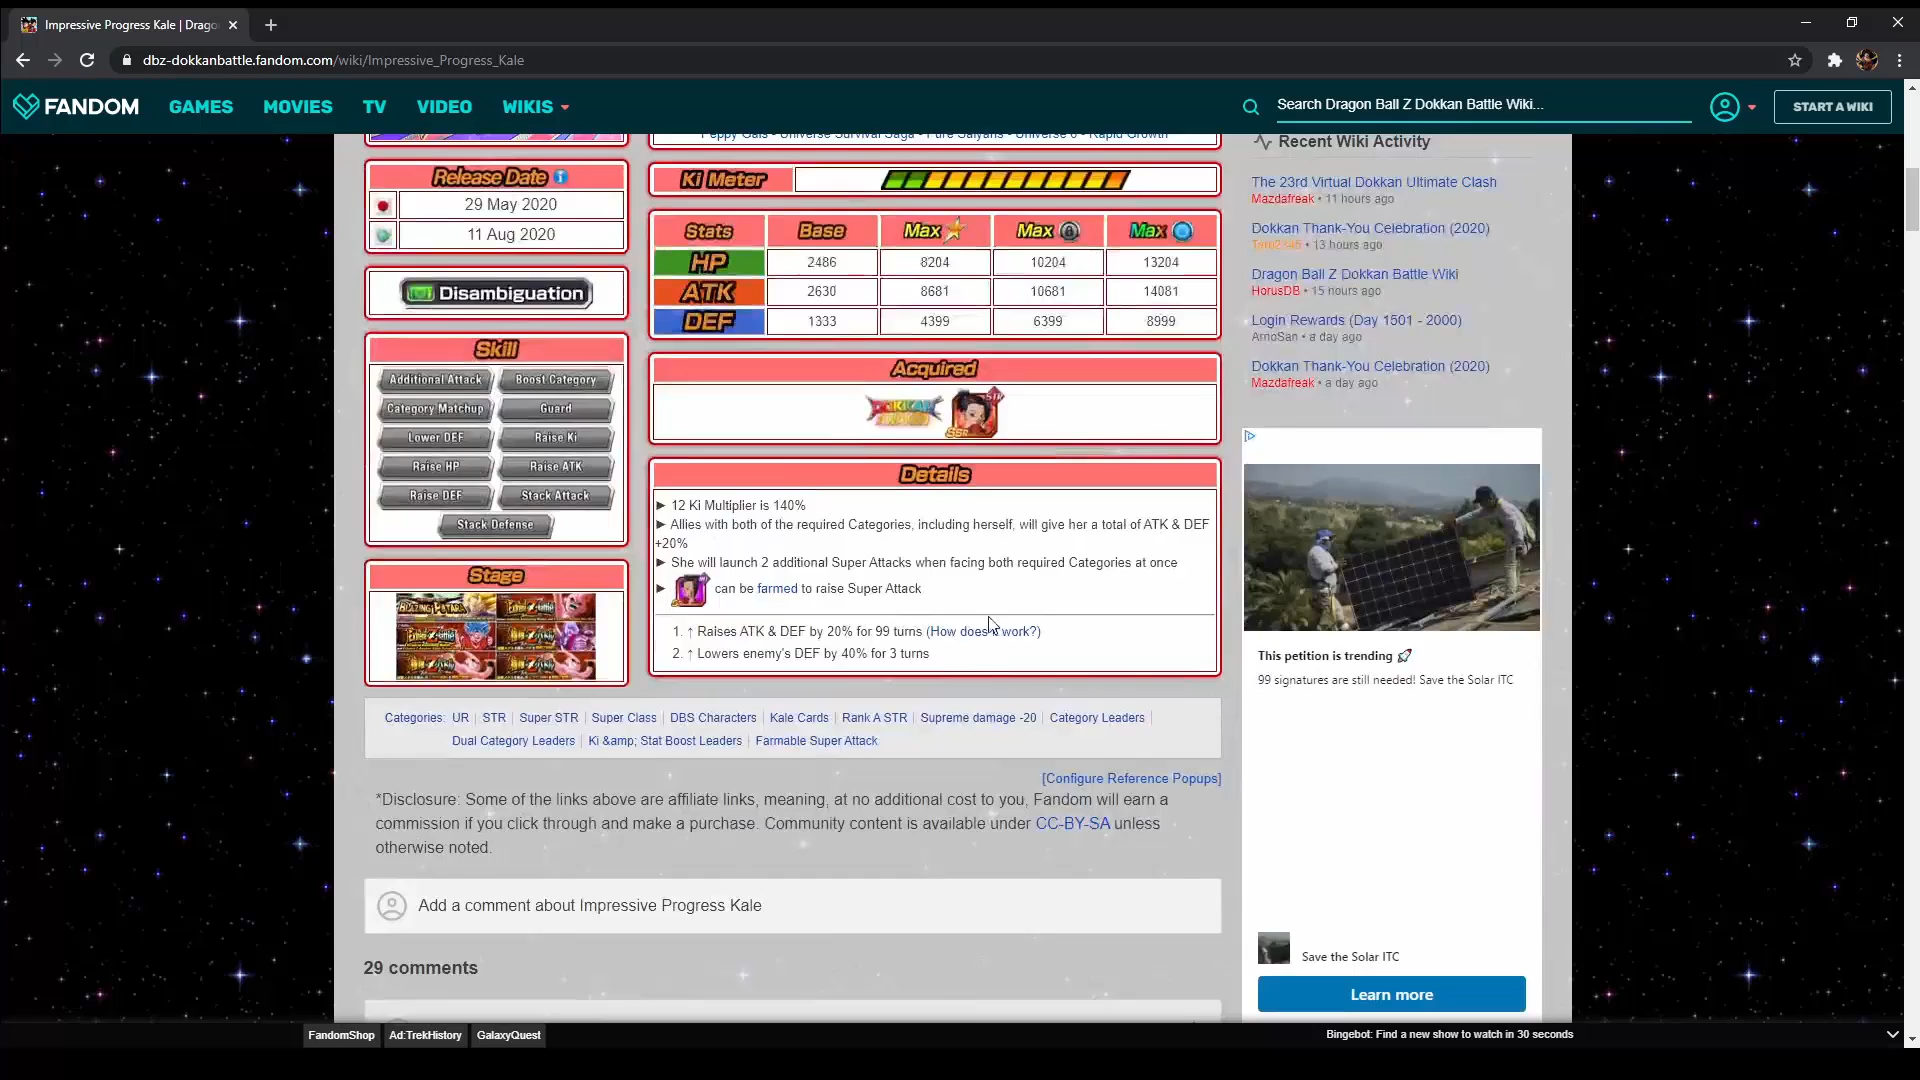 Impressive Progress Kale | Drago
dbz-dokkanbattle.fandom.com/wiki/Impressive_Progress_Kale
FANDOM
GAMES
MOVIES
TV
VIDEO
WIKIS
Search Dragon Ball Z Dokkan Battle Wiki...
START A WIKI
Peppy Gals - Universe Survival Saga - Pure Saiyans - Universe 6 - Rapid Growth
Release Date
29 May 2020
11 Aug 2020
Disambiguation
Skill
Additional Attack
Boost Category
Category Matchup
Guard
Lower DEF
Raise Ki
Raise HP
Raise ATK
Raise DEF
Stack Attack
Stack Defense
Stage
Ki Meter
Stats Base Max Max Max
HP 2486 8204 10204 13204
ATK 2630 8681 10681 14081
DEF 1333 4399 6399 8999
Acquired
SSR
Details
► 12 Ki Multiplier is 140%
► Allies with both of the required Categories, including herself, will give her a total of ATK & DEF
+20%
► She will launch 2 additional Super Attacks when facing both required Categories at once
► can be farmed to raise Super Attack
1. ↑ Raises ATK & DEF by 20% for 99 turns (How does work?)
2. ↑ Lowers enemy's DEF by 40% for 3 turns
Categories: UR STR Super STR Super Class DBS Characters Kale Cards Rank A STR Supreme damage -20 Category Leaders
Dual Category Leaders Ki &amp; Stat Boost Leaders Farmable Super Attack
[Configure Reference Popups]
*Disclosure: Some of the links above are affiliate links, meaning, at no additional cost to you, Fandom will earn a
commission if you click through and make a purchase. Community content is available under CC-BY-SA unless
otherwise noted.
Add a comment about Impressive Progress Kale
29 comments
Recent Wiki Activity
The 23rd Virtual Dokkan Ultimate Clash
Mazdafreak • 11 hours ago
Dokkan Thank-You Celebration (2020)
• 13 hours ago
Dragon Ball Z Dokkan Battle Wiki
HorusDB • 15 hours ago
Login Rewards (Day 1501 - 2000)
ArnoSan • a day ago
Dokkan Thank-You Celebration (2020)
Mazdafreak • a day ago
This petition is trending
99 signatures are still needed! Save the Solar ITC
Save the Solar ITC
Learn more
FandomShop
Ad:TrekHistory
GalaxyQuest
Bingebot: Find a new show to watch in 30 seconds